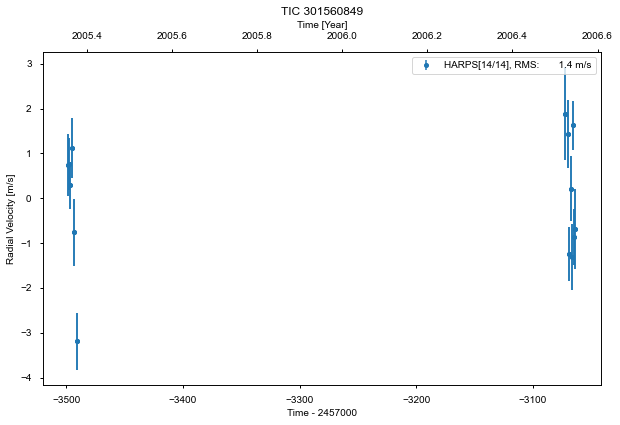 TIC 301560849
Time [Year]
2005.4 2005.6 2005.8 2006.0 2006.2 2006.4 2006.6
HARPS[14/14], RMS: 1.4 m/s
Radial Velocity [m/s]
3
2
1
0
−1
−2
−3
−4
−3500 −3400 −3300 −3200 −3100
Time - 2457000